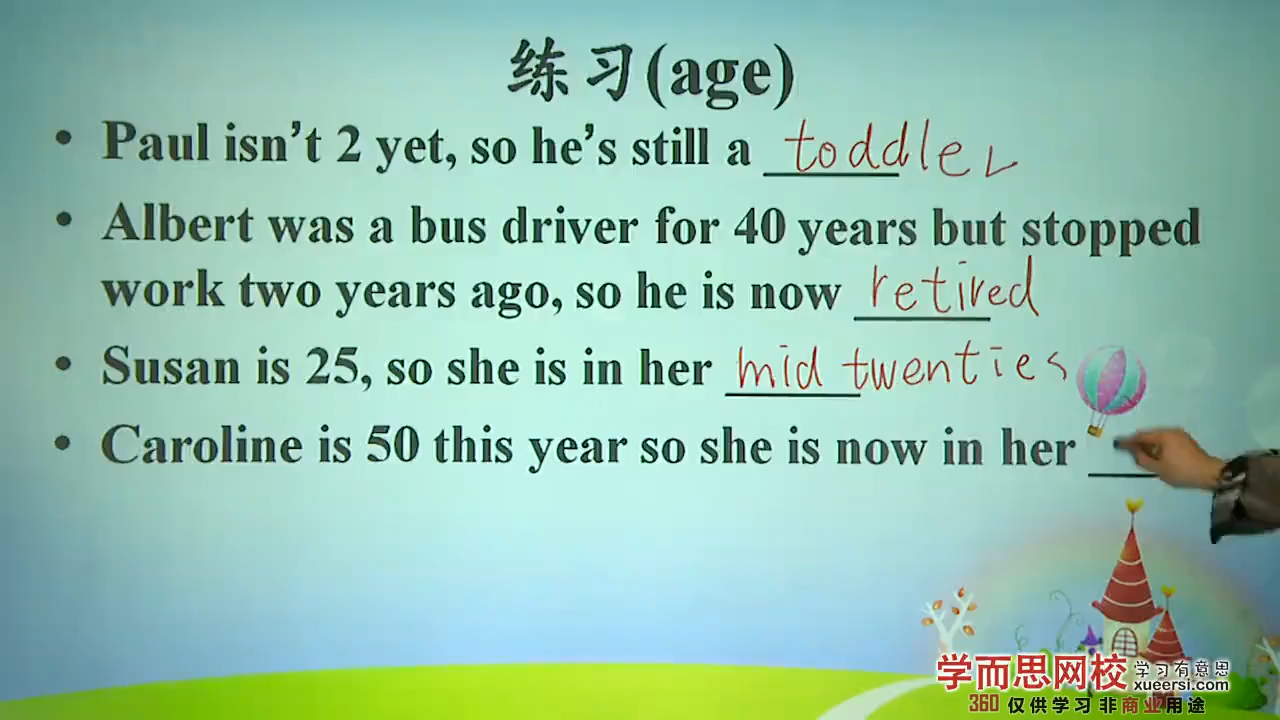 练习(age)
• Paul isn't 2 yet, so he's still a toddler
• Albert was a bus driver for 40 years but stopped
work two years ago, so he is now retired
• Susan is 25, so she is in her mid twenties
• Caroline is 50 this year so she is now in her ____
学而思网校 学习有意思
xueersi.com
360 仅供学习 非商业用途